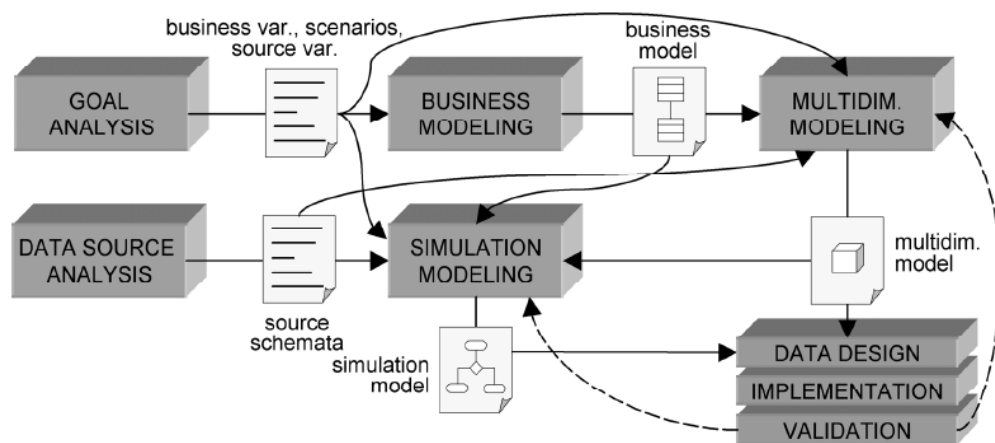 business var., scenarios,
source var.
business
model
GOAL
ANALYSIS
BUSINESS
MODELING
MULTIDIM.
MODELING
DATA SOURCE
ANALYSIS
SIMULATION
MODELING
multidim.
model
source
schemata
simulation
model
DATA DESIGN
IMPLEMENTATION
VALIDATION